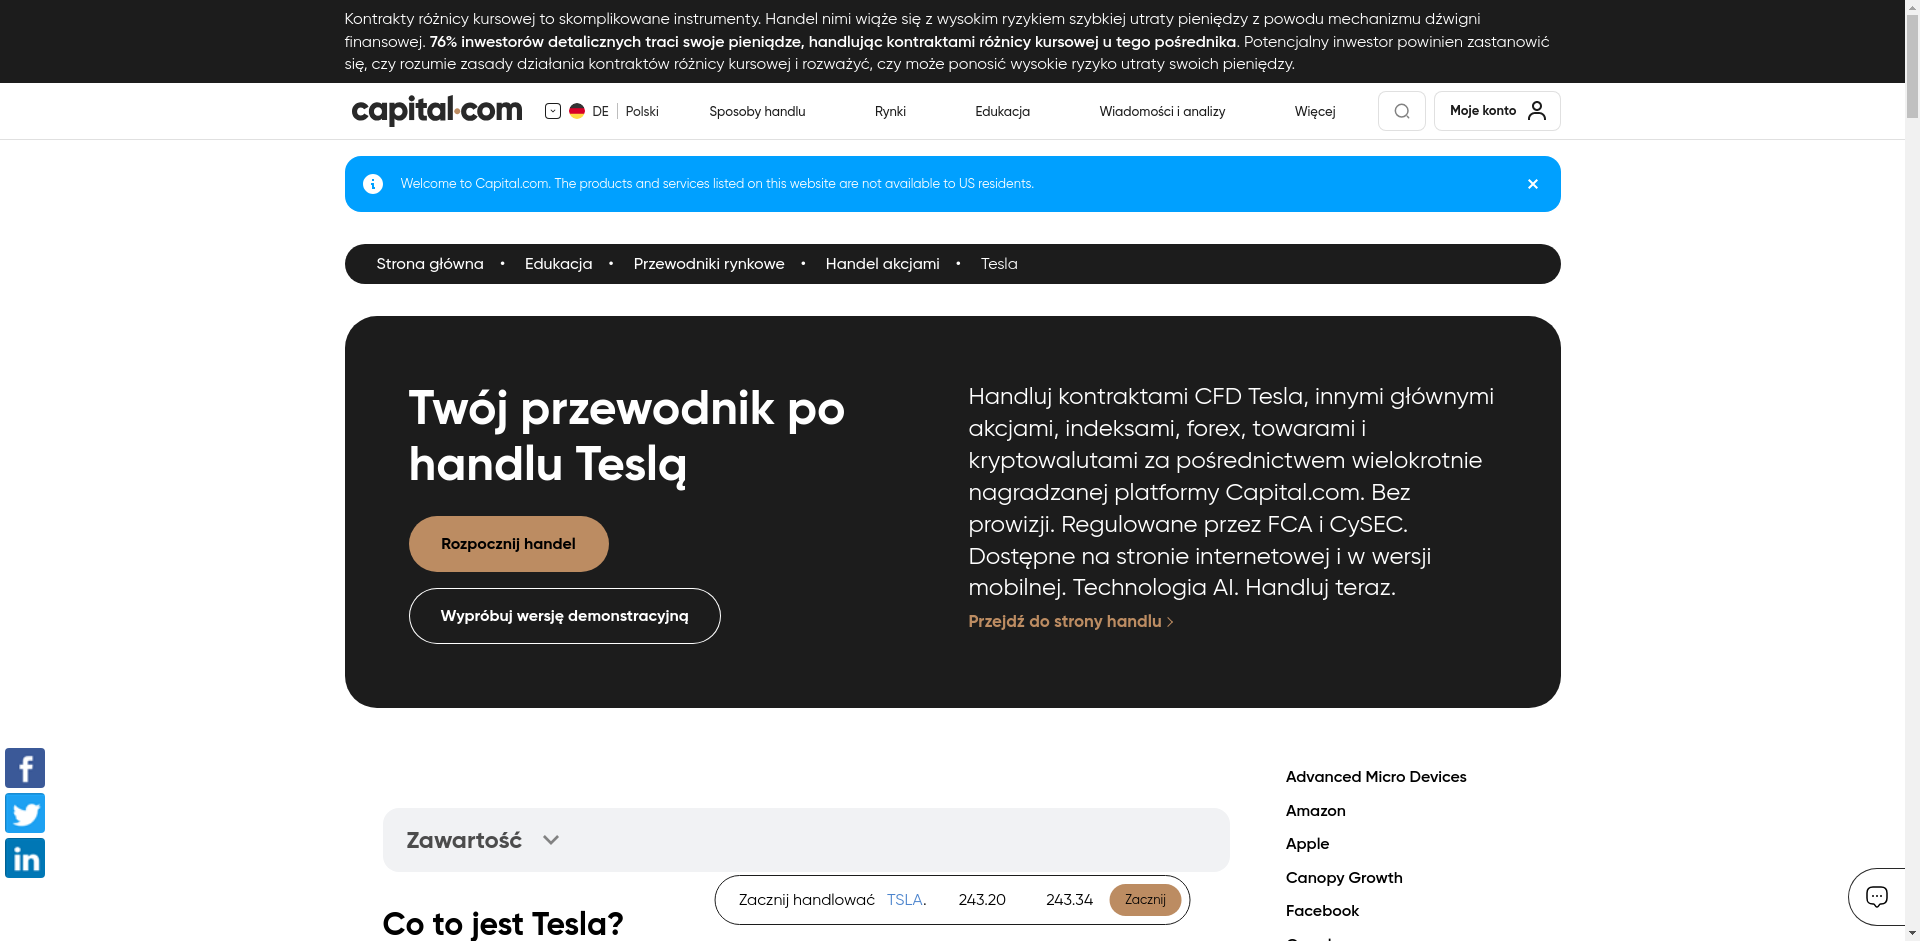 Kontrakty różnicy kursowej to skomplikowane instrumenty. Handel nimi wiąże się z wysokim ryzykiem szybkiej utraty pieniędzy z powodu mechanizmu dźwigni
finansowej. 76% inwestorów detalicznych traci swoje pieniądze, handlując kontraktami różnicy kursowej u tego pośrednika. Potencjalny inwestor powinien zastanowić
się, czy rozumie zasady działania kontraktów różnicy kursowej i rozważyć, czy może ponosić wysokie ryzyko utraty swoich pieniędzy.
capital.com DE Polski Sposoby handlu Rynki Edukacja Wiadomości i analizy Więcej Moje konto
Welcome to Capital.com. The products and services listed on this website are not available to US residents.
Strona główna • Edukacja • Przewodniki rynkowe • Handel akcjami • Tesla
Twój przewodnik po
handlu Teslą
Rozpocznij handel
Wypróbuj wersję demonstracyjną
Handluj kontraktami CFD Tesla, innymi głównymi
akcjami, indeksami, forex, towarami i
kryptowalutami za pośrednictwem wielokrotnie
nagradzanej platformy Capital.com. Bez
prowizji. Regulowane przez FCA i CySEC.
Dostępne na stronie internetowej i w wersji
mobilnej. Technologia AI. Handluj teraz.
Przejdź do strony handlu
Zawartość
Co to jest Tesla?
Advanced Micro Devices
Amazon
Apple
Canopy Growth
Facebook
Zacznij handlować TSLA. 243.20 243.34 Zacznij